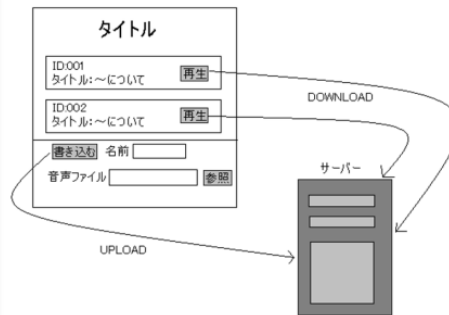 タイトル
ID:001
タイトル:～について
再生
ID:002
タイトル:～について
再生
DOWNLOAD
書き込む 名前
音声ファイル 参照
サーバー
UPLOAD